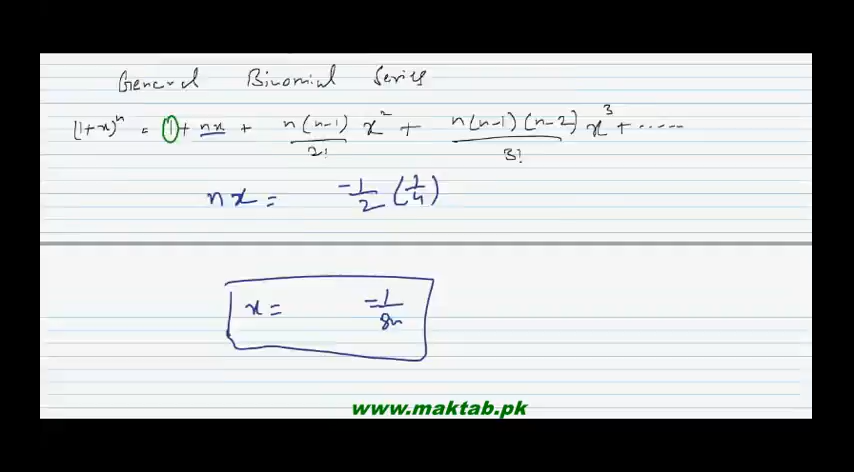 General Binomial Series
(1+x)^n = 1 + nx + n(n-1)/2! x^2 + n(n-1)(n-2)/3! x^3 + ......
nx = -1/2 (1/4)
x = -1/8n
www.maktab.pk